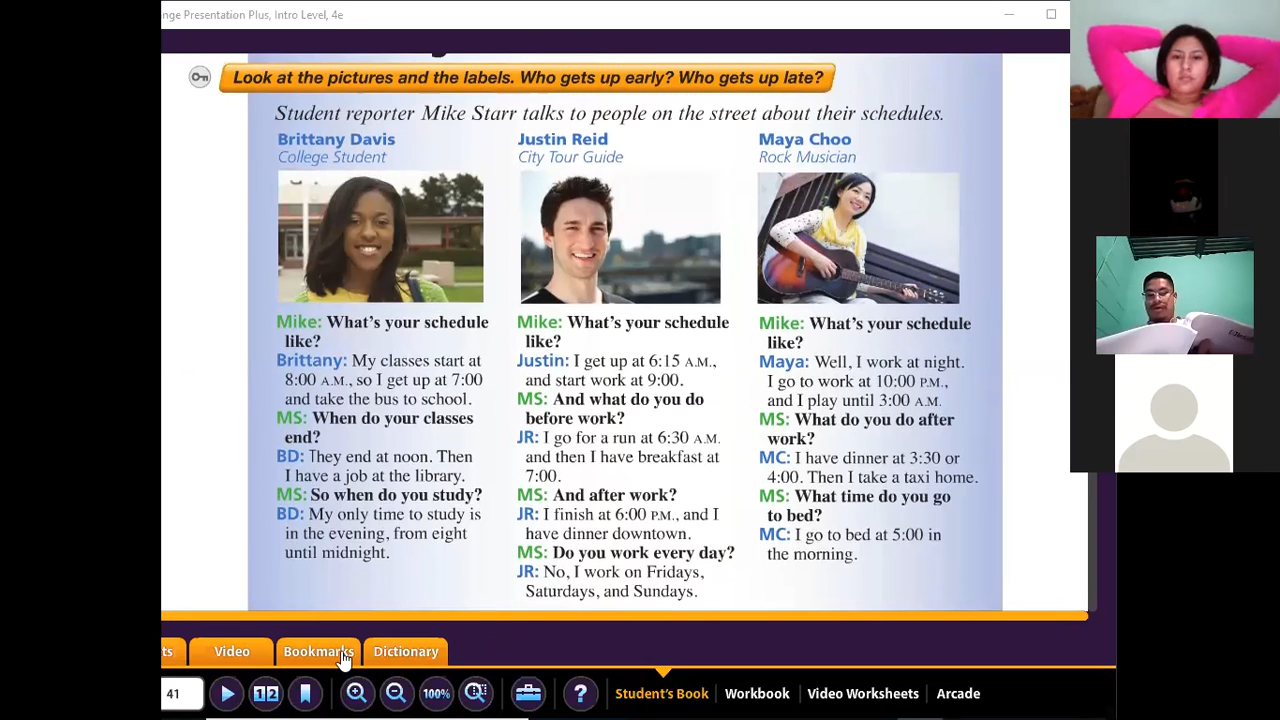 nge Presentation Plus, Intro Level, 4e
Look at the pictures and the labels. Who gets up early? Who gets up late?
Student reporter Mike Starr talks to people on the street about their schedules.
Brittany Davis
College Student
Mike: What's your schedule
like?
Brittany: My classes start at
8:00 A.M., so I get up at 7:00
and take the bus to school.
MS: When do your classes
end?
BD: They end at noon. Then
I have a job at the library.
MS: So when do you study?
BD: My only time to study is
in the evening, from eight
until midnight.
Justin Reid
City Tour Guide
Mike: What's your schedule
like?
Justin: I get up at 6:15 A.M.,
and start work at 9:00.
MS: And what do you do
before work?
JR: I go for a run at 6:30 A.M.
and then I have breakfast at
7:00.
MS: And after work?
JR: I finish at 6:00 P.M., and I
have dinner downtown.
MS: Do you work every day?
JR: No, I work on Fridays,
Saturdays, and Sundays.
Maya Choo
Rock Musician
Mike: What's your schedule
like?
Maya: Well, I work at night.
I go to work at 10:00 P.M.,
and I play until 3:00 A.M.
MS: What do you do after
work?
MC: I have dinner at 3:30 or
4:00. Then I take a taxi home.
MS: What time do you go
to bed?
MC: I go to bed at 5:00 in
the morning.
ts
Video
Bookmarks
Dictionary
41
1 2
100%
?
Student's Book
Workbook
Video Worksheets
Arcade